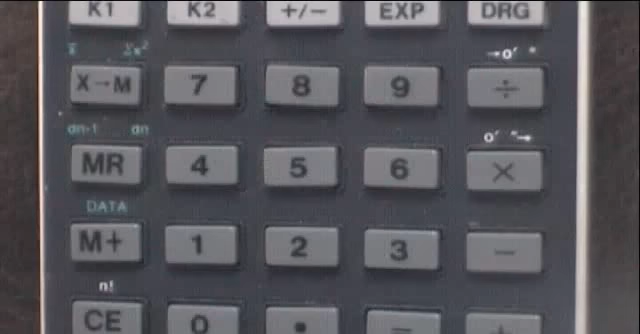 K1 K2 +/− EXP DRG
x̄ Σx² →o′ ″
X→M 7 8 9 ÷
σn-1 σn o′ ″→
MR 4 5 6 ×
DATA
M+ 1 2 3 −
n!
CE 0 • = +